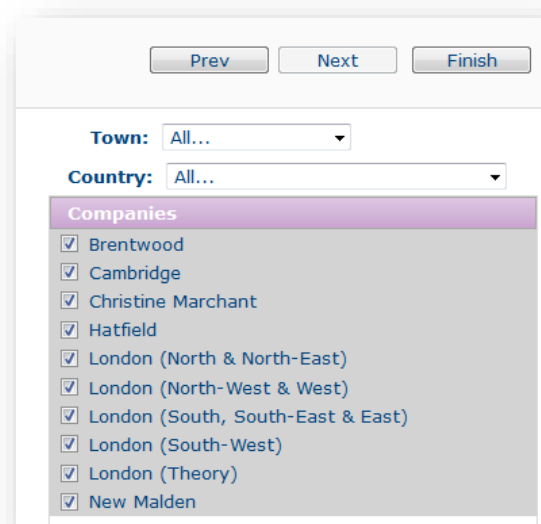 Prev Next Finish
Town: All...
Country: All...
Companies
Brentwood
Cambridge
Christine Marchant
Hatfield
London (North & North-East)
London (North-West & West)
London (South, South-East & East)
London (South-West)
London (Theory)
New Malden